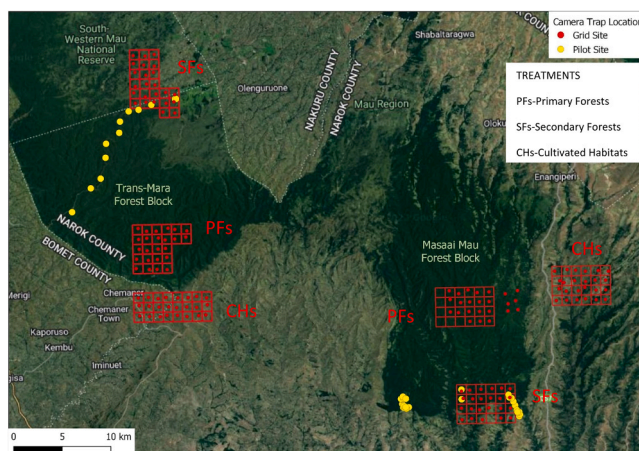 Camera Trap Location
Grid Site
Pilot Site
TREATMENTS
PFs-Primary Forests
SFs-Secondary Forests
CHs-Cultivated Habitats
South-
Western Mau
National
Reserve
SFs
Olenguruone
NAKURU COUNTY
NAROK COUNTY
Shabaltaragwa
Mau Region
Enangiperi
Trans-Mara
Forest Block
PFs
NAROK COUNTY
BOMET COUNTY
Masaai Mau
Forest Block
CHs
Merigi
Chemaner
Chemaner
Town
CHs
PFs
Kaporuso
Kembu
Iminuet
SFs
0 5 10 km